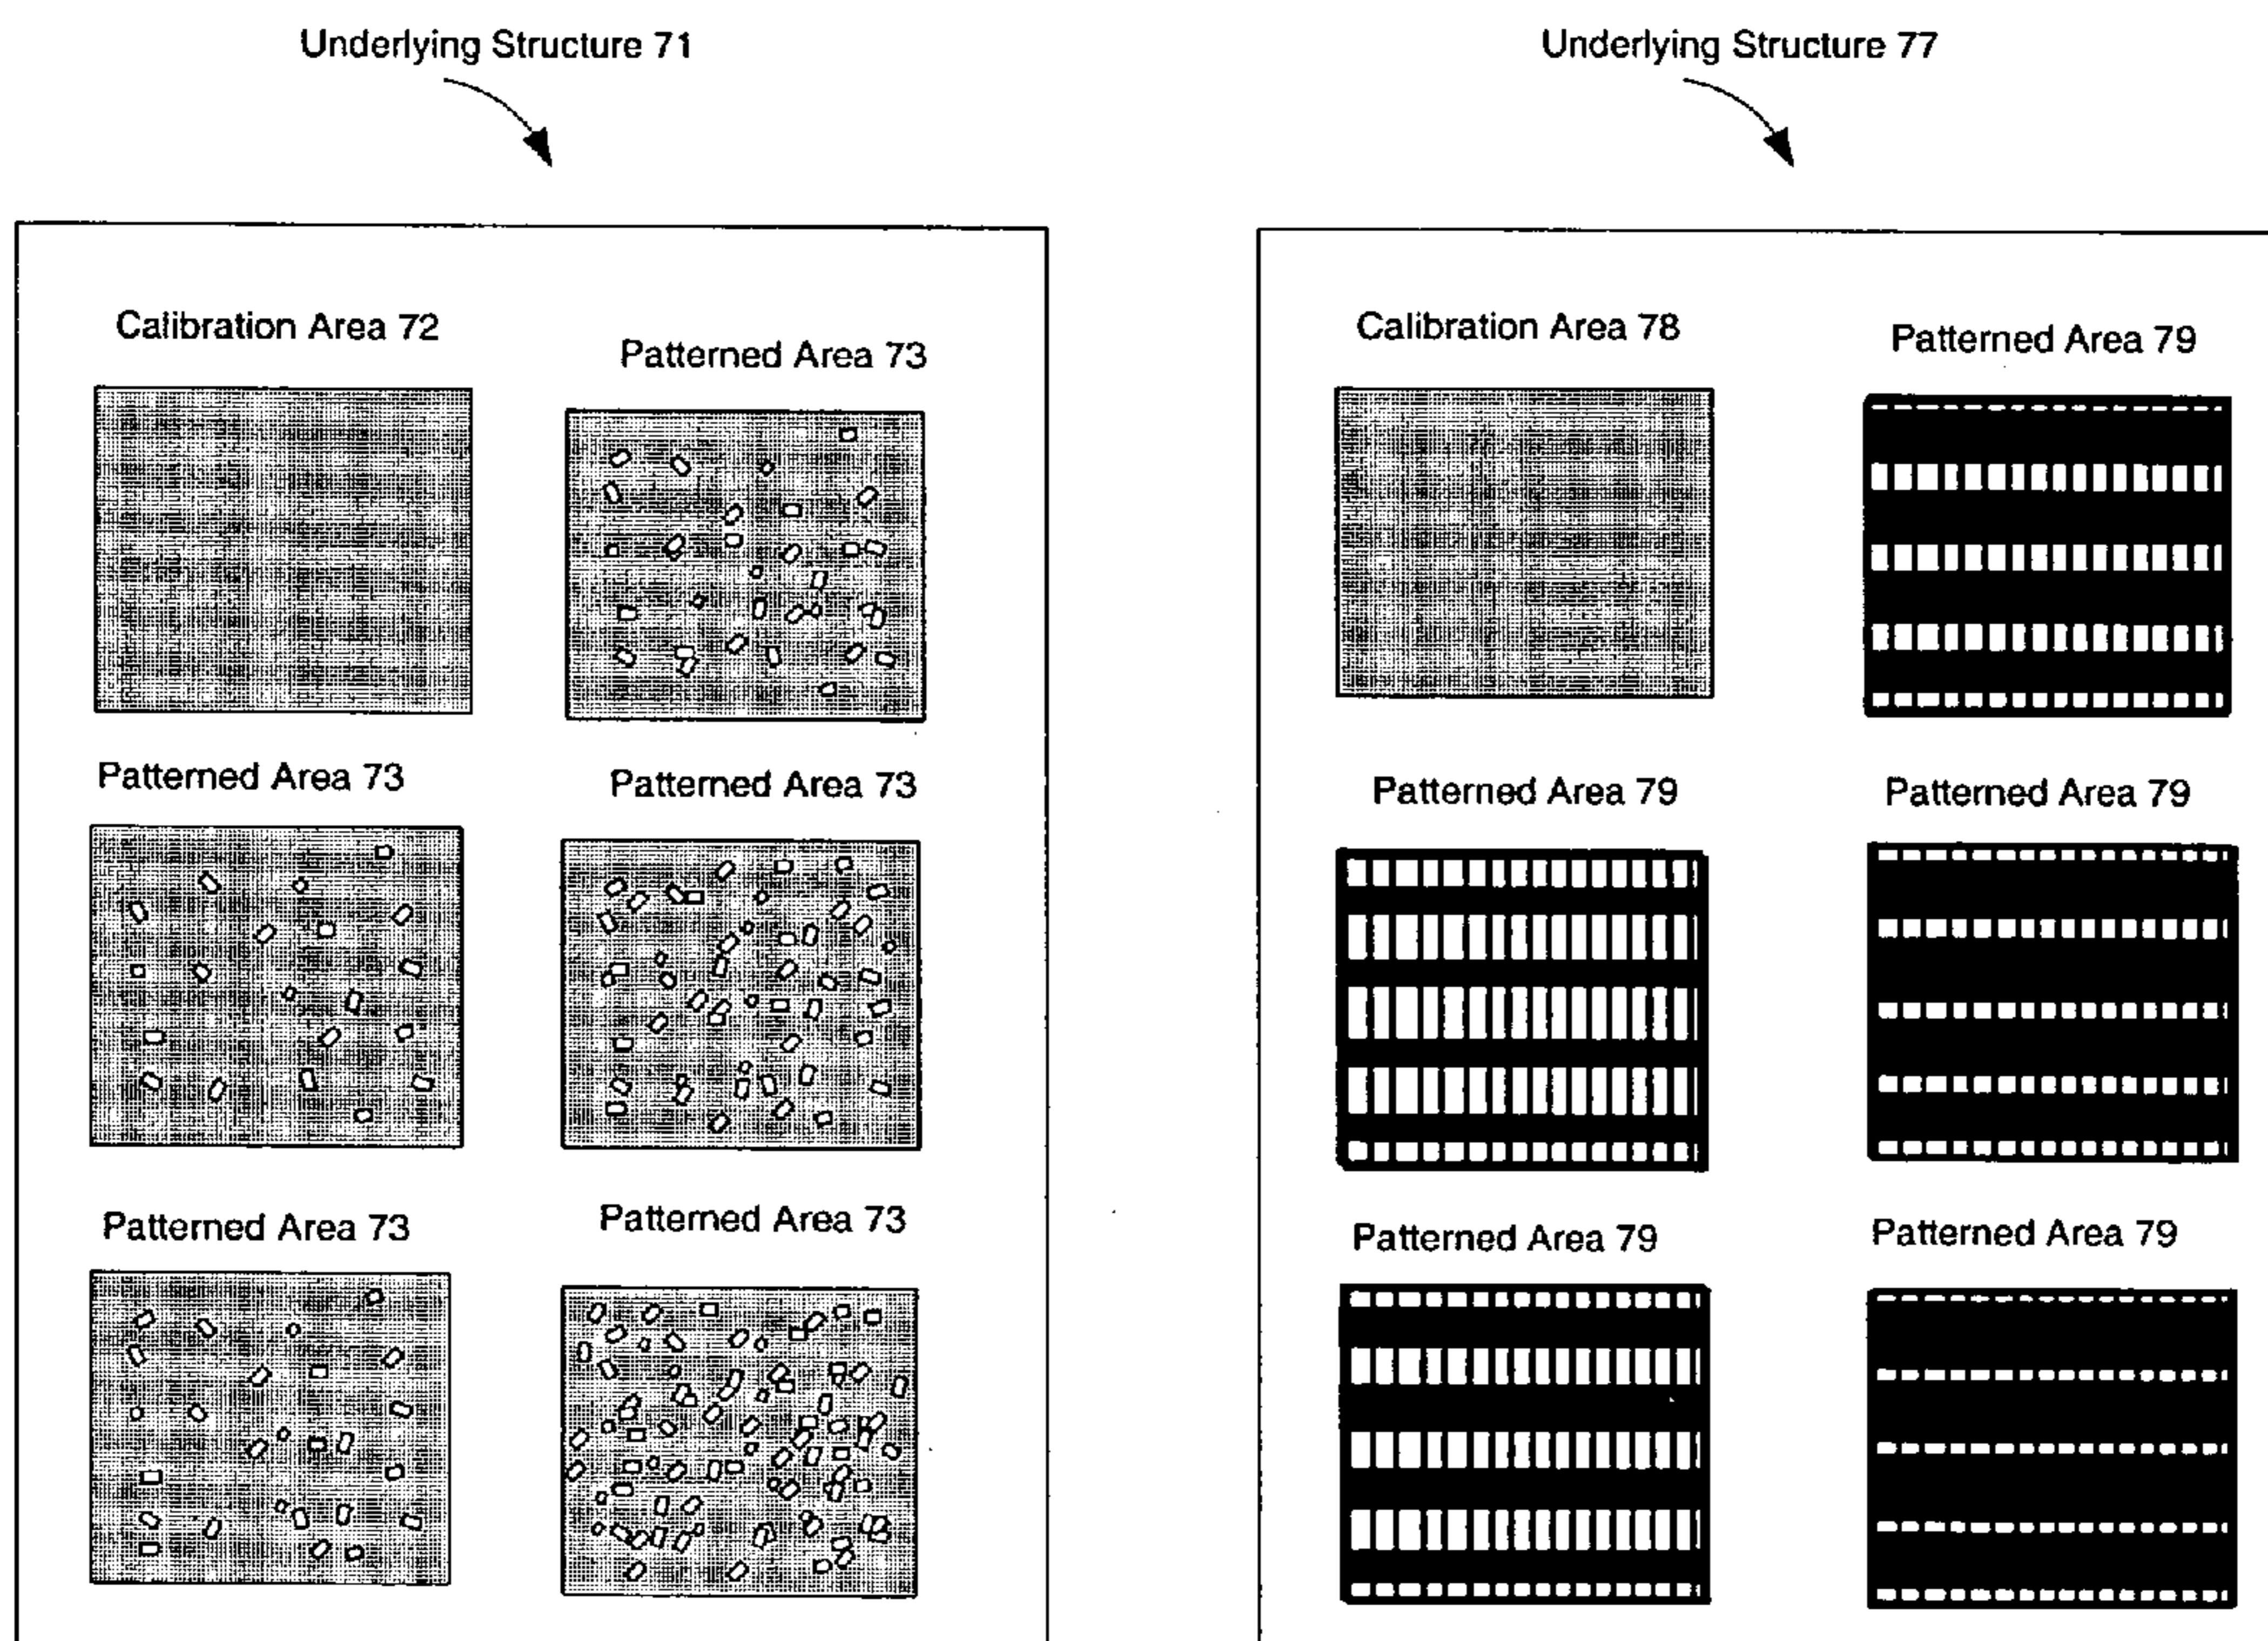 Underlying Structure 71
Underlying Structure 77
Calibration Area 72
Patterned Area 73
Patterned Area 73
Patterned Area 73
Patterned Area 73
Patterned Area 73
Calibration Area 78
Patterned Area 79
Patterned Area 79
Patterned Area 79
Patterned Area 79
Patterned Area 79